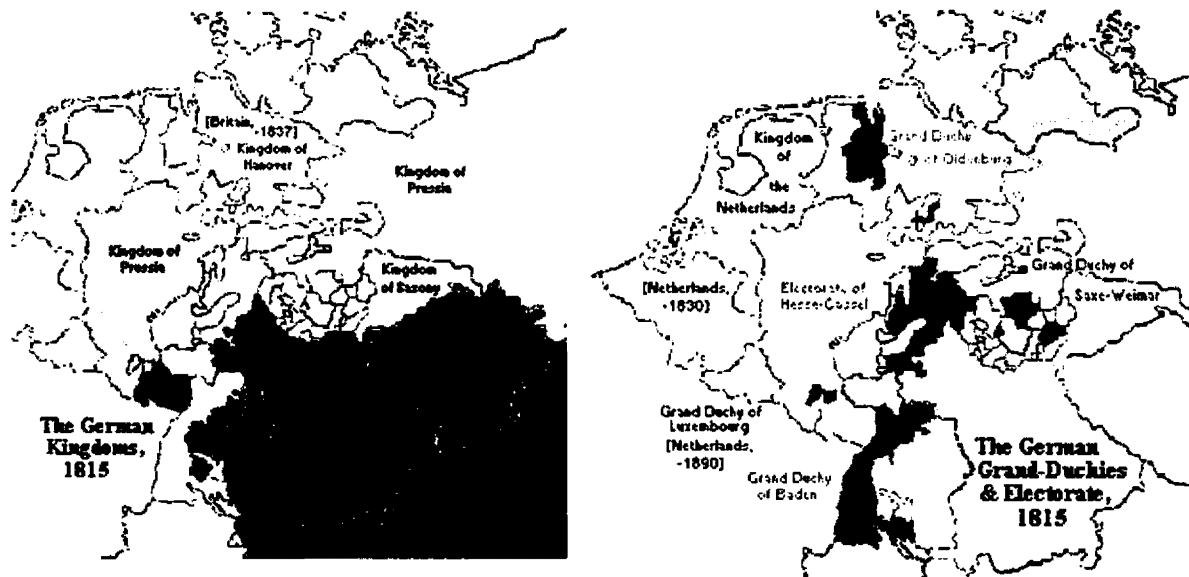 [Britain,
-1837]
Kingdom of
Hanover
Kingdom of
Prussia
Kingdom of
Prussia
Kingdom
of Saxony
The German
Kingdoms,
1815
Kingdom
of
the
Netherlands
Grand Duchy
of Oldenburg
[Netherlands,
-1830]
Electorate of
Hesse-Cassel
Grand Duchy of
Saxe-Weimar
Grand Duchy of
Luxembourg
[Netherlands,
-1890]
Grand Duchy
of Baden
The German
Grand-Duchies
& Electorate,
1815